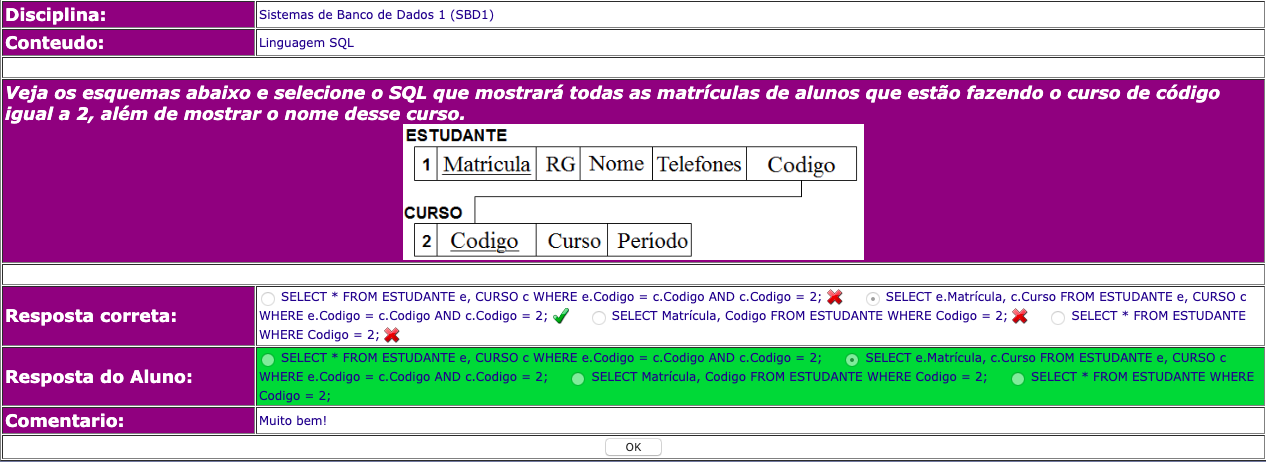 Disciplina: Sistemas de Banco de Dados 1 (SBD1)
Conteudo: Linguagem SQL
Veja os esquemas abaixo e selecione o SQL que mostrará todas as matrículas de alunos que estão fazendo o curso de código
igual a 2, além de mostrar o nome desse curso.
ESTUDANTE
1 Matrícula RG Nome Telefones Codigo
CURSO
2 Codigo Curso Período
Resposta correta:
SELECT * FROM ESTUDANTE e, CURSO c WHERE e.Codigo = c.Codigo AND c.Codigo = 2; SELECT e.Matrícula, c.Curso FROM ESTUDANTE e, CURSO c
WHERE e.Codigo = c.Codigo AND c.Codigo = 2; SELECT Matrícula, Codigo FROM ESTUDANTE WHERE Codigo = 2; SELECT * FROM ESTUDANTE
WHERE Codigo = 2;
Resposta do Aluno:
SELECT * FROM ESTUDANTE e, CURSO c WHERE e.Codigo = c.Codigo AND c.Codigo = 2; SELECT e.Matrícula, c.Curso FROM ESTUDANTE e, CURSO c
WHERE e.Codigo = c.Codigo AND c.Codigo = 2; SELECT Matrícula, Codigo FROM ESTUDANTE WHERE Codigo = 2; SELECT * FROM ESTUDANTE WHERE
Codigo = 2;
Comentario: Muito bem!
OK